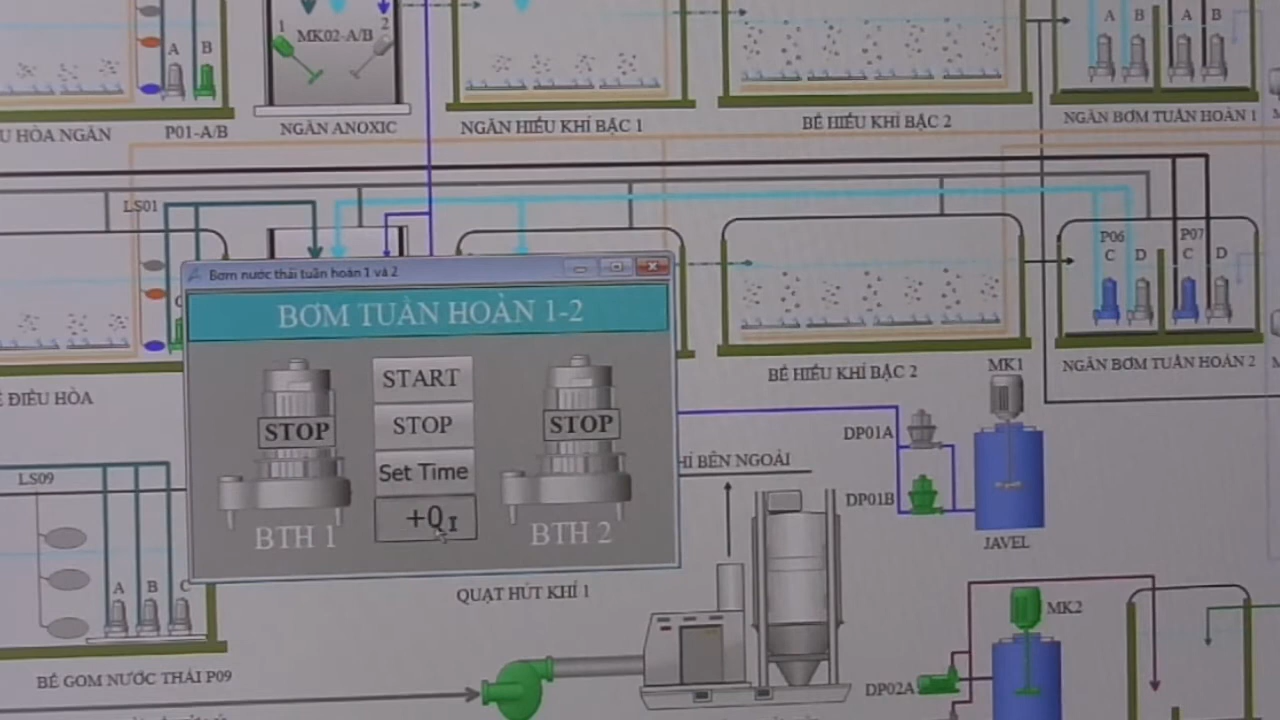 A B
1
2
MK02-A/B
A B A B
U HÒA NGĂN
P01-A/B
NGĂN ANOXIC
NGĂN HIẾU KHÍ BẬC 1
BỂ HIẾU KHÍ BẬC 2
NGĂN BƠM TUẦN HOÀN 1
LS01
P06
P07
C D C D
Bơm nước thải tuần hoàn 1 và 2
BƠM TUẦN HOÀN 1-2
START
STOP
STOP
STOP
Set Time
+0
BTH 1
BTH 2
BỂ HIẾU KHÍ BẬC 2
MK1
NGĂN BƠM TUẦN HOÀN 2
ĐIỀU HÒA
DP01A
HÍ BÊN NGOÀI
LS09
DP01B
JAVEL
A B C
QUẠT HÚT KHÍ 1
MK2
BỂ GOM NƯỚC THẢI P09
DP02A